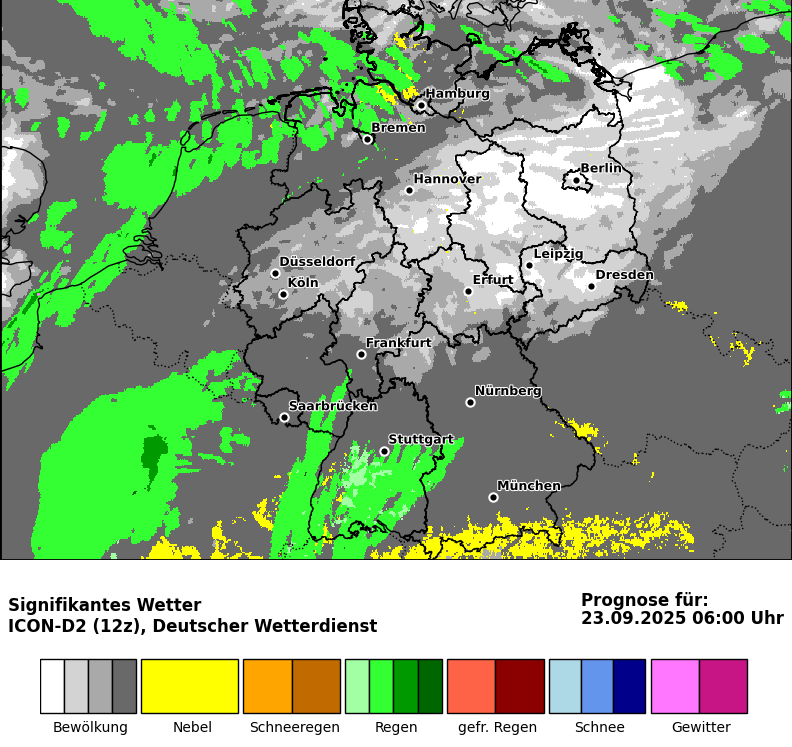 Hamburg
Bremen
Berlin
Hannover
Leipzig
Düsseldorf
Dresden
Köln
Erfurt
Frankfurt
Nürnberg
Saarbrücken
Stuttgart
München
Signifikantes Wetter
ICON-D2 (12z), Deutscher Wetterdienst
Prognose für:
23.09.2025 06:00 Uhr
Bewölkung Nebel Schneeregen Regen gefr. Regen Schnee Gewitter